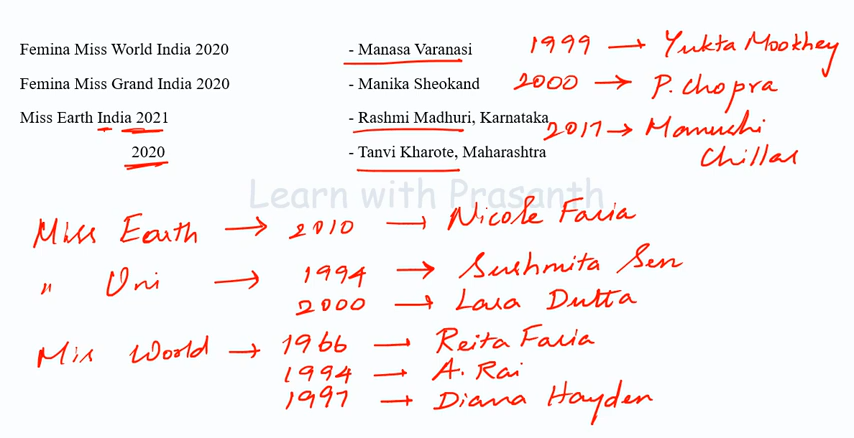 Femina Miss World India 2020 - Manasa Varanasi 1999 → Yukta Mookhey
Femina Miss Grand India 2020 - Manika Sheokand 2000 → P. Chopra
Miss Earth India 2021 - Rashmi Madhuri, Karnataka 2017 → Manushi
2020 - Tanvi Kharote, Maharashtra Chillar
Learn with Prasanth
Miss Earth → 2010 → Nicole Faria
" Uni → 1994 → Sushmita Sen
2000 → Lara Dutta
Miss World → 1966 → Reita Faria
1994 → A. Rai
1997 → Diana Hayden